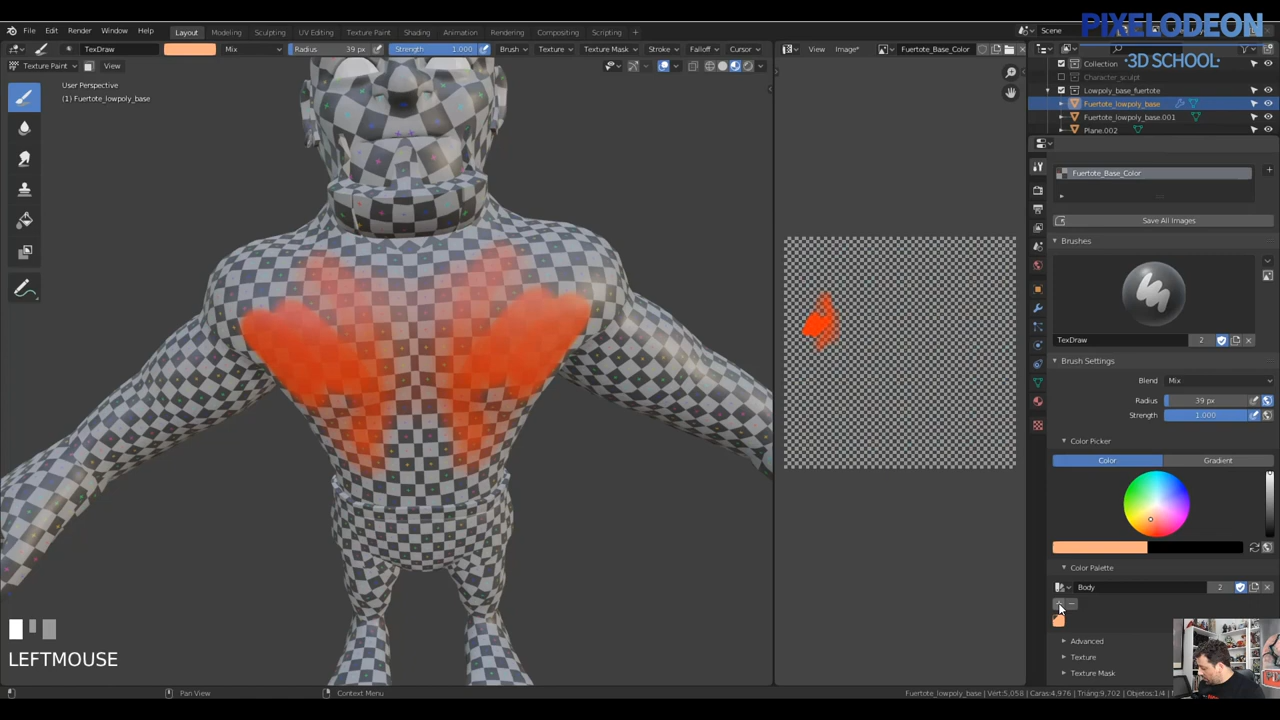 PIXELODEON
·3D SCHOOL·
File Edit Render Window Help Layout Modeling Sculpting UV Editing Texture Paint Shading Animation Rendering Compositing Scripting Scene
TexDraw Mix Radius 39 px Strength 1.000 Brush Texture Texture Mask Stroke Falloff Cursor View Image* Fuertote_Base_Color
Texture Paint View
User Perspective
(1) Fuertote_lowpoly_base
Collection
Character_sculpt
Lowpoly_base_fuertote
Fuertote_lowpoly_base
Fuertote_lowpoly_base.001
Plane.002
Fuertote_Base_Color
Save All Images
Brushes
TexDraw 2
Brush Settings
Blend Mix
Radius 39 px
Strength 1.000
Color Picker
Color Gradient
Color Palette
Body 2
Advanced
Texture
Texture Mask
LEFTMOUSE
Pan View Context Menu